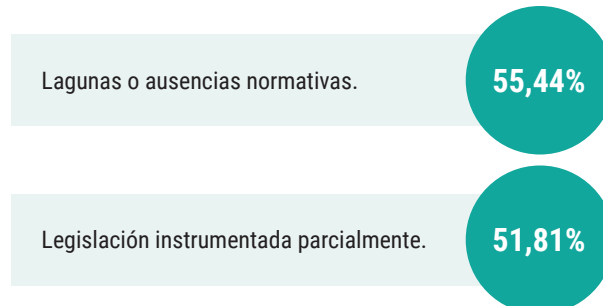 Lagunas o ausencias normativas.
55,44%
Legislación instrumentada parcialmente.
51,81%